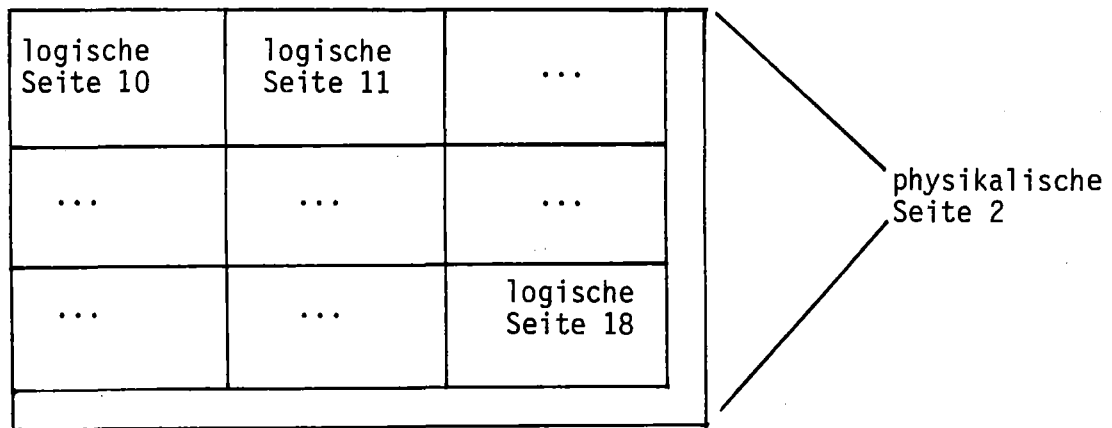 logische
Seite 10
logische
Seite 11
...
... ... ...
... ...
logische
Seite 18
physikalische
Seite 2